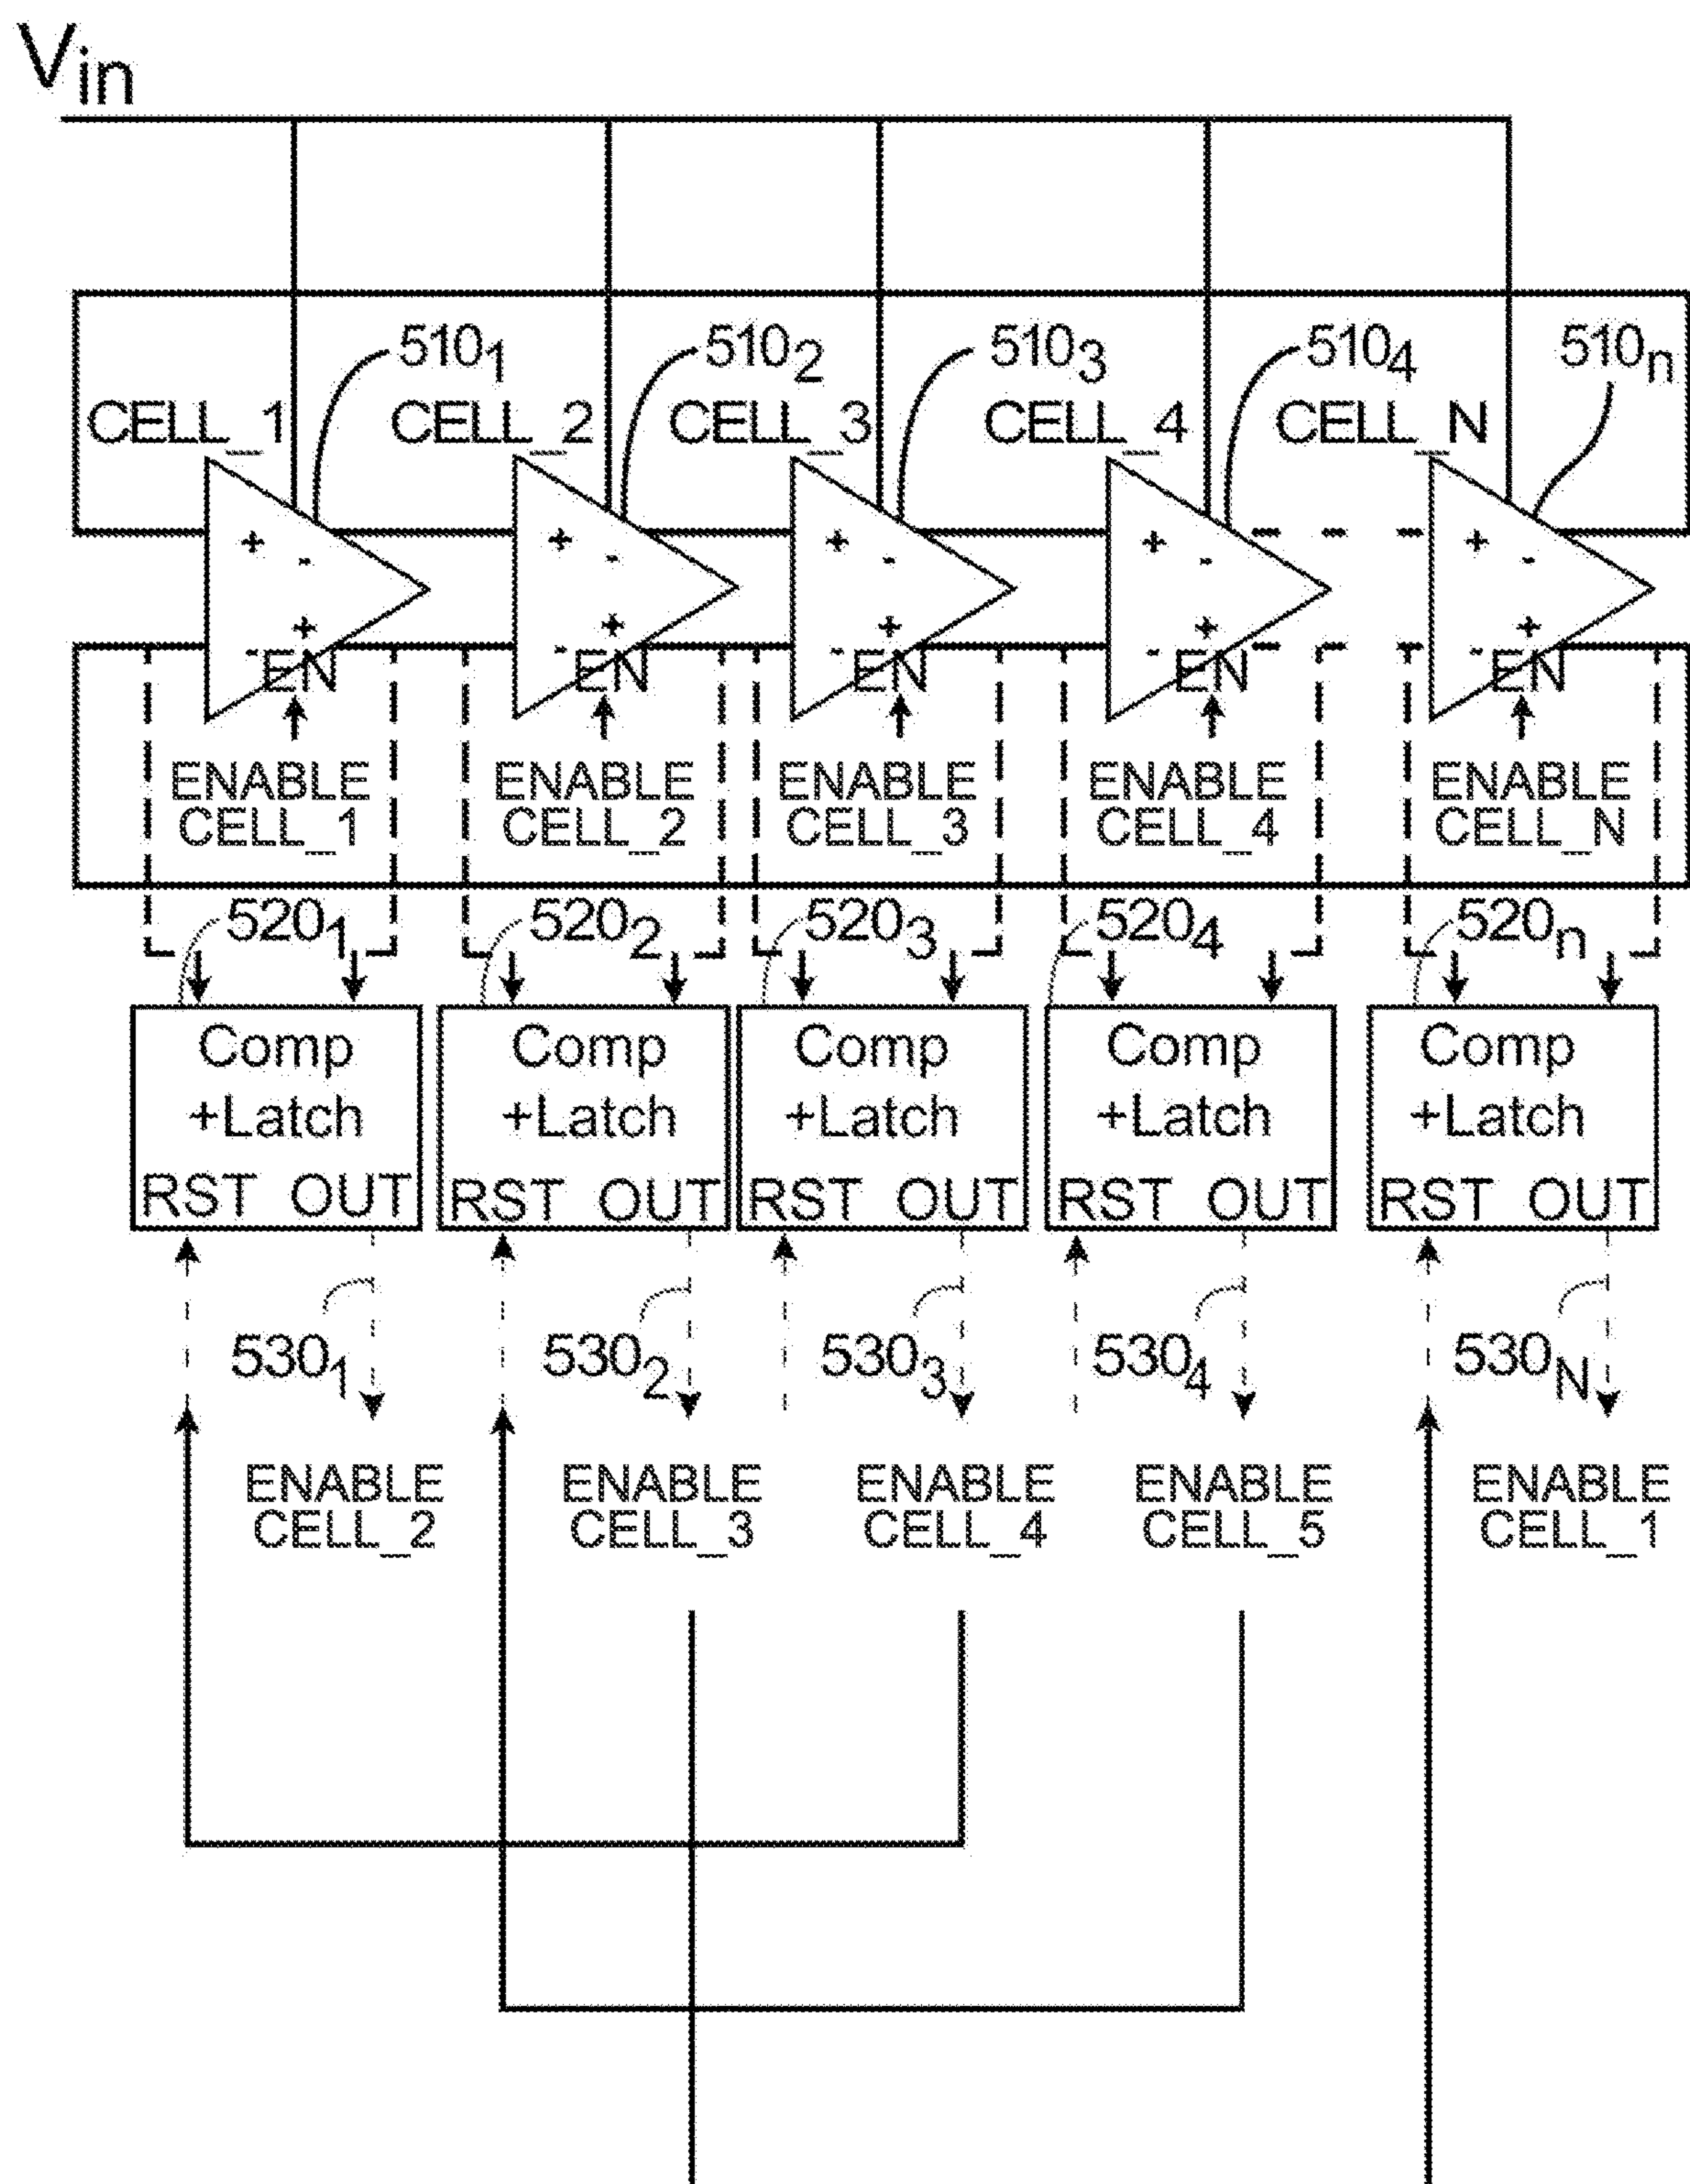 Vin
510₁ 510₂ 510₃ 510₄ 510n
CELL_1 CELL_2 CELL_3 CELL_4 CELL_N
+ - + - + - + - + -
- + - + - + - + - +
EN EN EN EN EN
ENABLE ENABLE ENABLE ENABLE ENABLE
CELL_1 CELL_2 CELL_3 CELL_4 CELL_N
520₁ 520₂ 520₃ 520₄ 520n
Comp Comp Comp Comp Comp
+Latch +Latch +Latch +Latch +Latch
RST OUT RST OUT RST OUT RST OUT RST OUT
530₁ 530₂ 530₃ 530₄ 530N
ENABLE ENABLE ENABLE ENABLE ENABLE
CELL_2 CELL_3 CELL_4 CELL_5 CELL_1